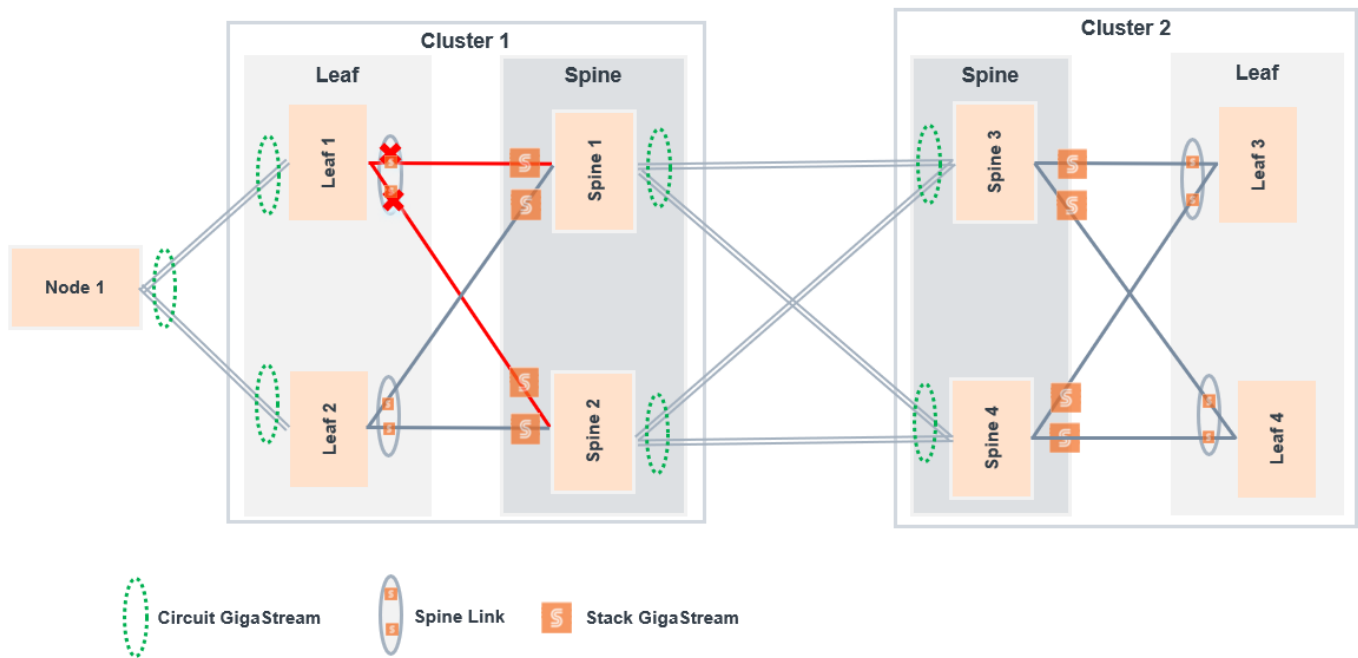 Cluster 1
Cluster 2
Leaf
Spine
Spine
Leaf
Leaf 1
Spine 1
Spine 3
Leaf 3
Node 1
Leaf 2
Spine 2
Spine 4
Leaf 4
Circuit GigaStream
Spine Link
Stack GigaStream